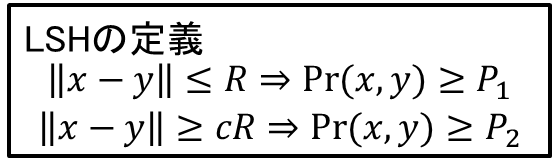 LSHの定義
‖x − y‖ ≤ R ⇒ Pr(x, y) ≥ P₁
‖x − y‖ ≥ cR ⇒ Pr(x, y) ≥ P₂